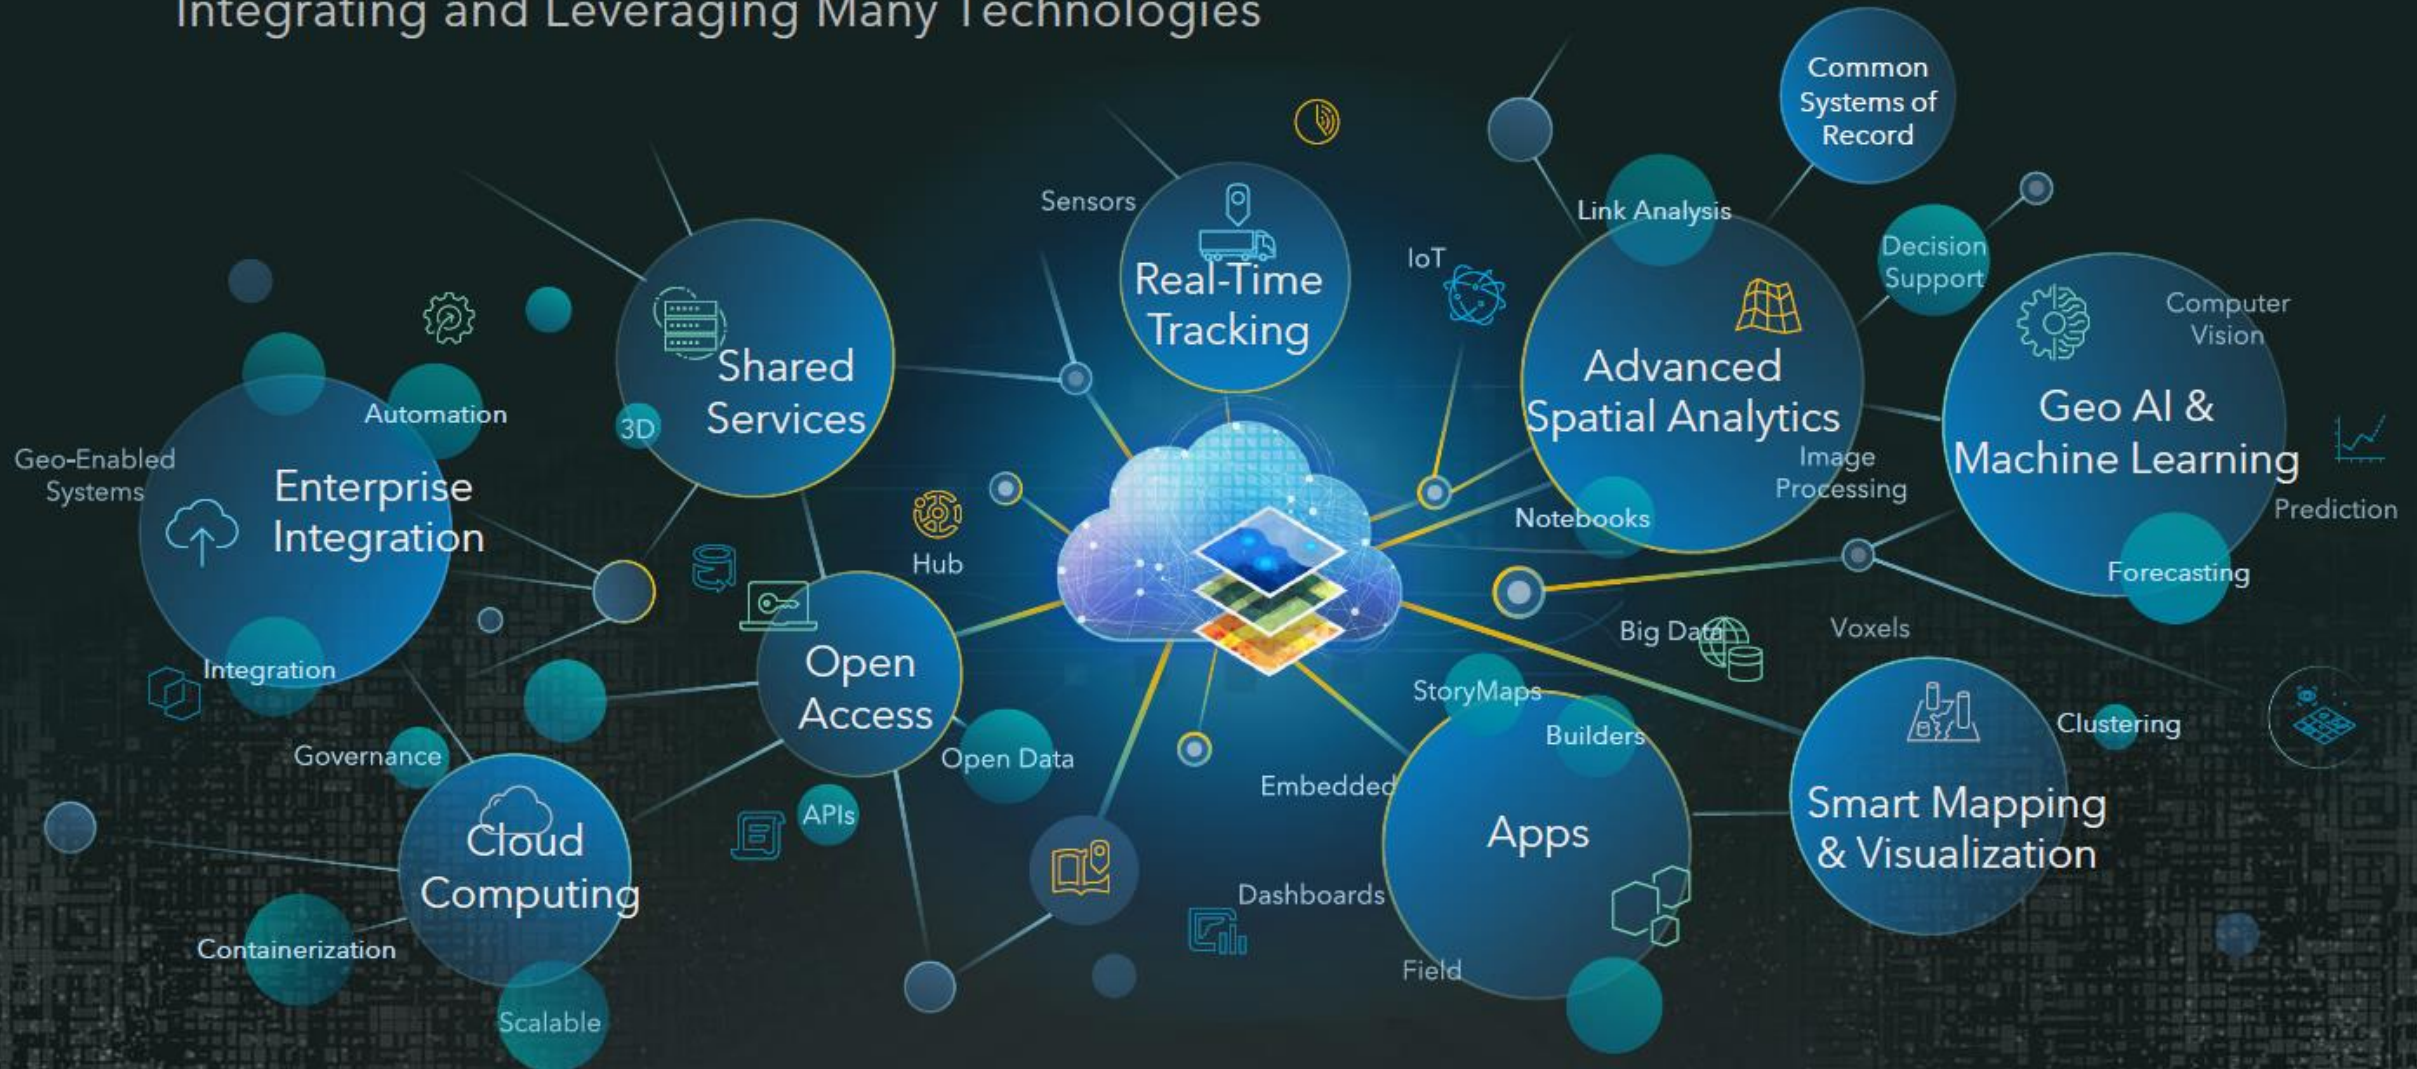 Integrating and Leveraging Many Technologies
Common
Systems of
Record
Sensors
Link Analysis
Real-Time
Tracking
IoT
Decision
Support
Computer
Vision
Shared
Services
3D
Advanced
Spatial Analytics
Image
Processing
Notebooks
Geo AI &
Machine Learning
Prediction
Forecasting
Automation
Geo-Enabled
Systems
Enterprise
Integration
Integration
Hub
Open
Access
Open Data
APIs
Big Data
Voxels
StoryMaps
Builders
Embedded
Apps
Dashboards
Field
Clustering
Smart Mapping
& Visualization
Governance
Cloud
Computing
Containerization
Scalable